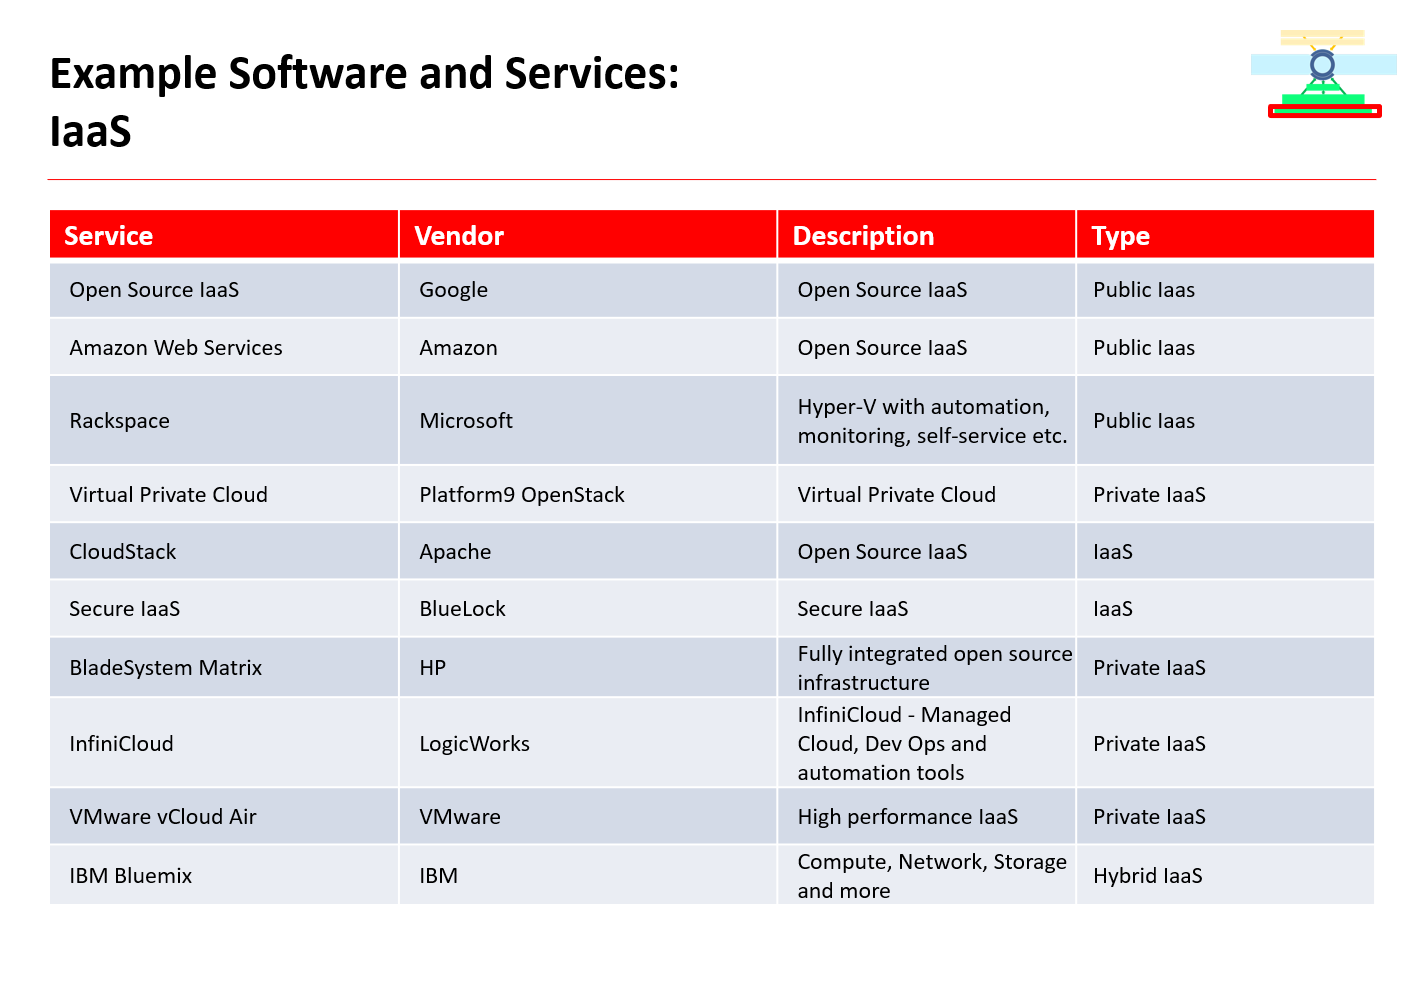 Example Software and Services:
IaaS
Service Vendor Description Type
Open Source IaaS Google Open Source IaaS Public Iaas
Amazon Web Services Amazon Open Source IaaS Public Iaas
Rackspace Microsoft Hyper-V with automation,
monitoring, self-service etc. Public Iaas
Virtual Private Cloud Platform9 OpenStack Virtual Private Cloud Private IaaS
CloudStack Apache Open Source IaaS IaaS
Secure IaaS BlueLock Secure IaaS IaaS
BladeSystem Matrix HP Fully integrated open source
infrastructure Private IaaS
InfiniCloud LogicWorks InfiniCloud - Managed
Cloud, Dev Ops and
automation tools Private IaaS
VMware vCloud Air VMware High performance IaaS Private IaaS
IBM Bluemix IBM Compute, Network, Storage
and more Hybrid IaaS